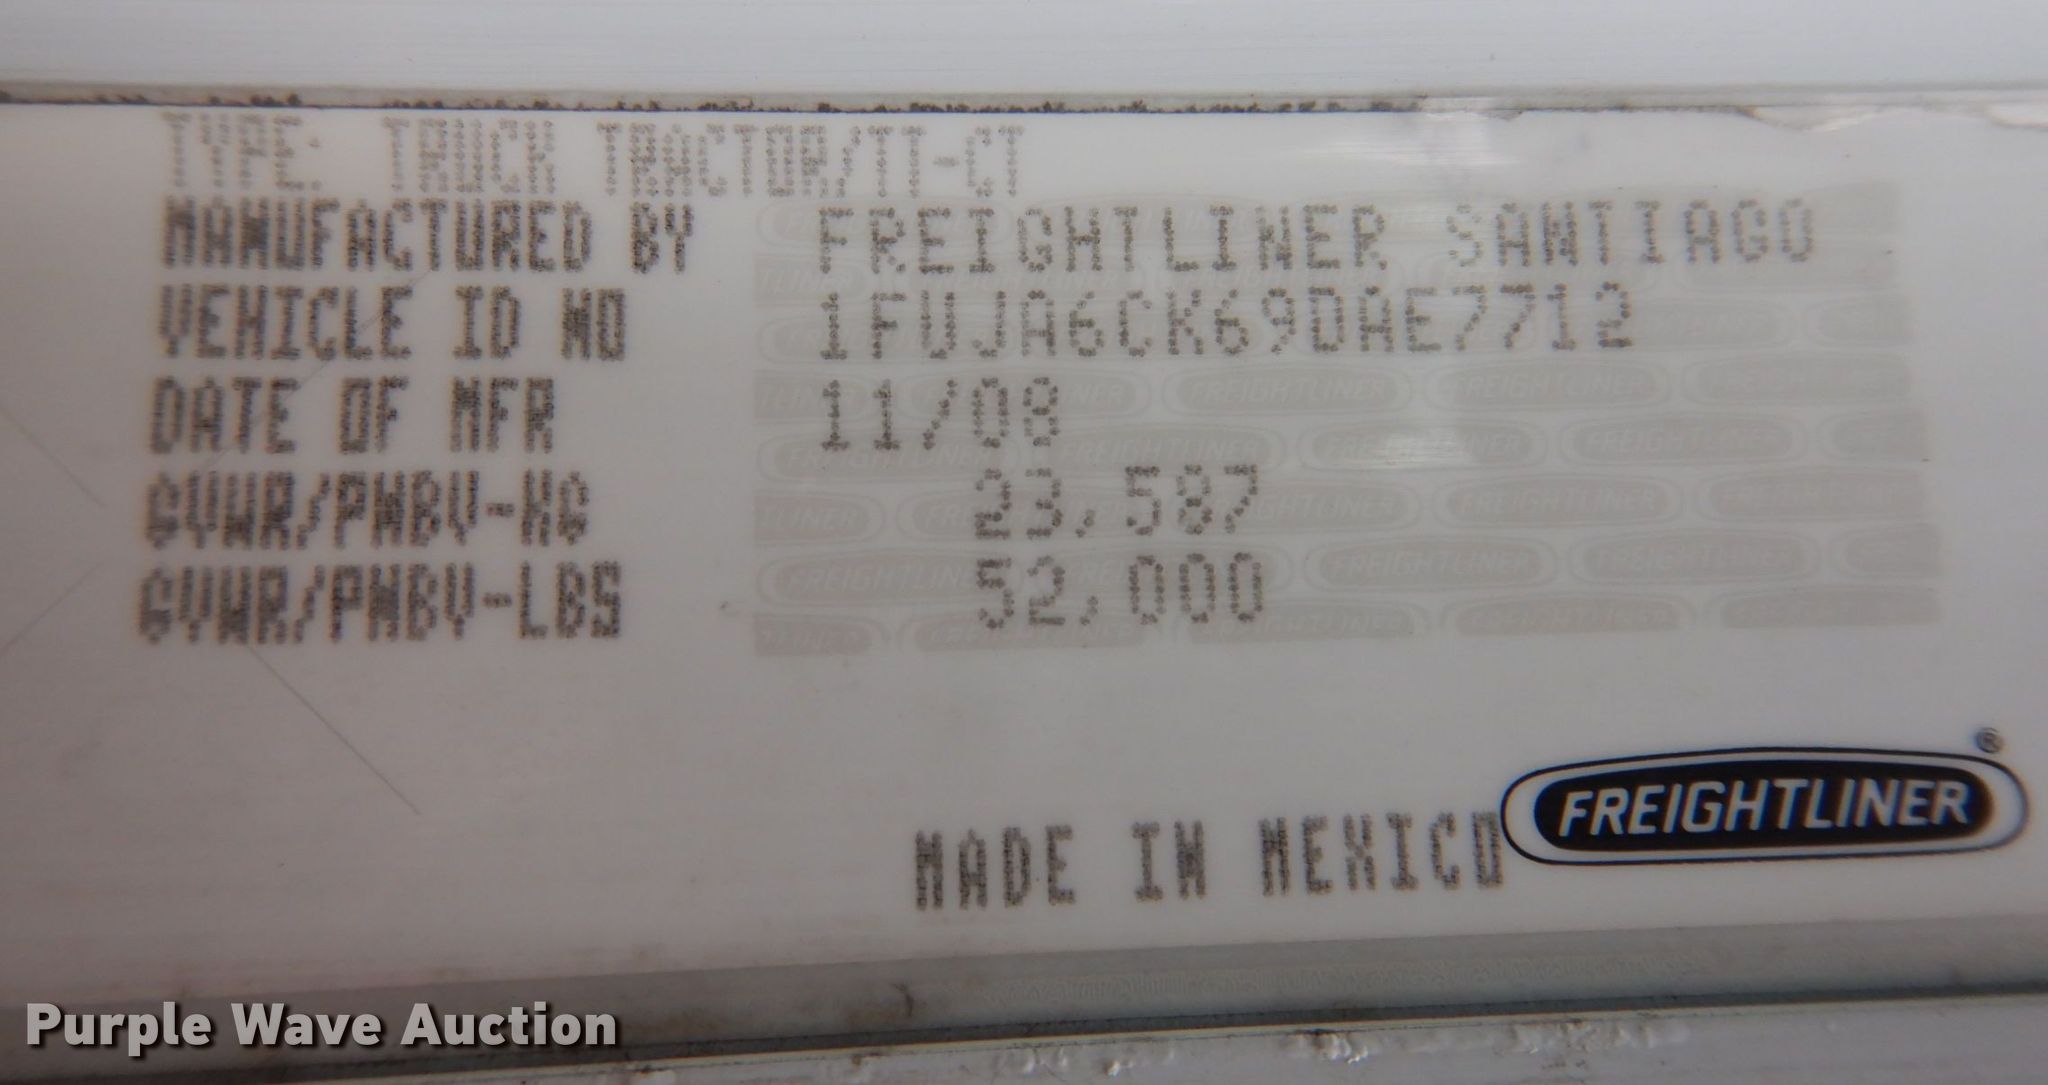 TYPE: TRUCK TRACTOR/TT-CT
MANUFACTURED BY FREIGHTLINER SANTIAGO
VEHICLE ID NO 1FUJA6CK69DAE7712
DATE OF MFR 11/08
GVWR/PNBV-KG 23,587
GVWR/PNBV-LBS 52,000
MADE IN MEXICO
FREIGHTLINER®
Purple Wave Auction